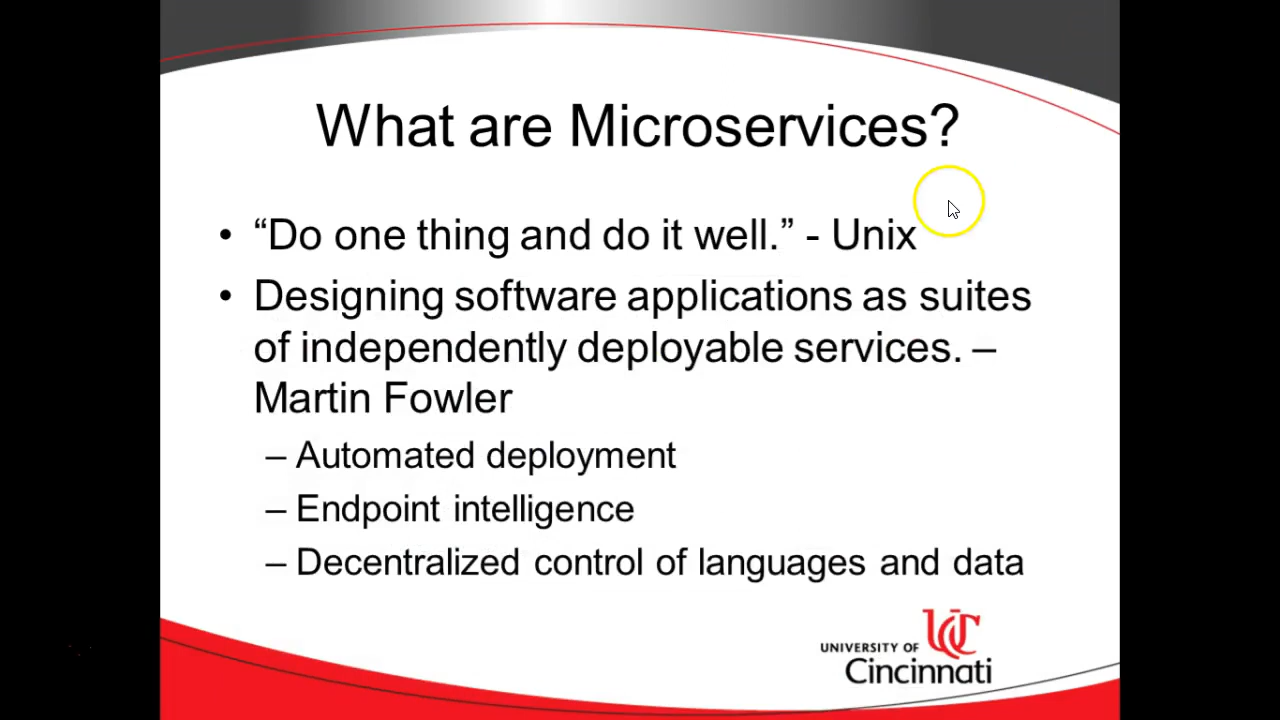 What are Microservices?
• “Do one thing and do it well.” - Unix
• Designing software applications as suites
of independently deployable services. –
Martin Fowler
– Automated deployment
– Endpoint intelligence
– Decentralized control of languages and data
UNIVERSITY OF
UC
Cincinnati